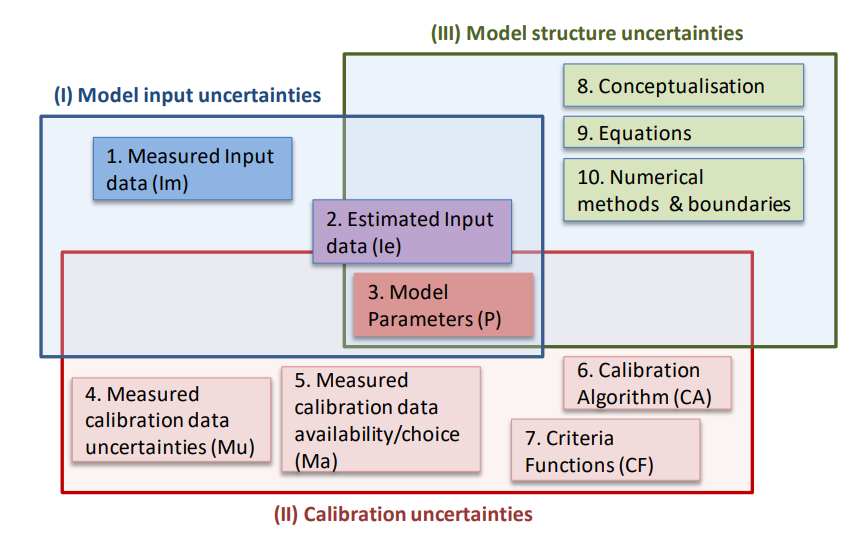 (III) Model structure uncertainties
(I) Model input uncertainties
8. Conceptualisation
9. Equations
10. Numerical
methods & boundaries
1. Measured Input
data (Im)
2. Estimated Input
data (Ie)
3. Model
Parameters (P)
4. Measured
calibration data
uncertainties (Mu)
5. Measured
calibration data
availability/choice
(Ma)
6. Calibration
Algorithm (CA)
7. Criteria
Functions (CF)
(II) Calibration uncertainties